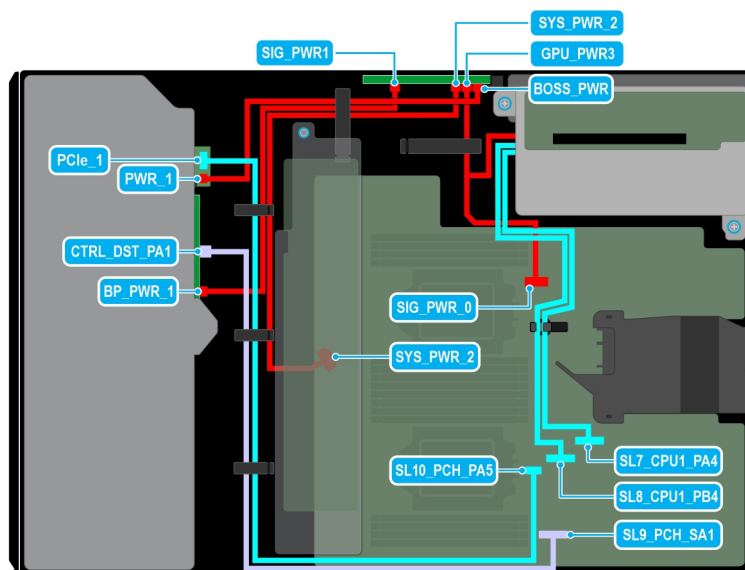 SYS_PWR_2
SIG_PWR1
GPU_PWR3
BOSS_PWR
PCIe_1
PWR_1
CTRL_DST_PA1
BP_PWR_1
SIG_PWR_0
SYS_PWR_2
SL7_CPU1_PA4
SL10_PCH_PA5
SL8_CPU1_PB4
SL9_PCH_SA1